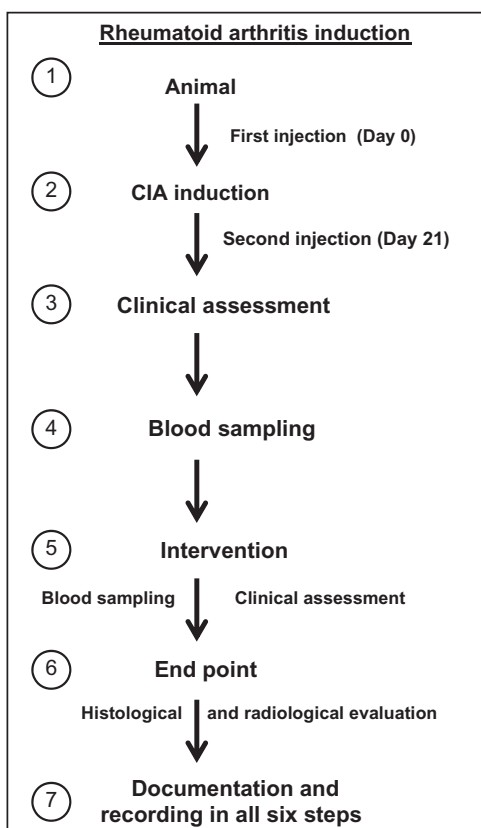 Rheumatoid arthritis induction
1
Animal
First injection (Day 0)
2
CIA induction
Second injection (Day 21)
3
Clinical assessment
4
Blood sampling
5
Intervention
Blood sampling Clinical assessment
6
End point
Histological and radiological evaluation
7
Documentation and
recording in all six steps